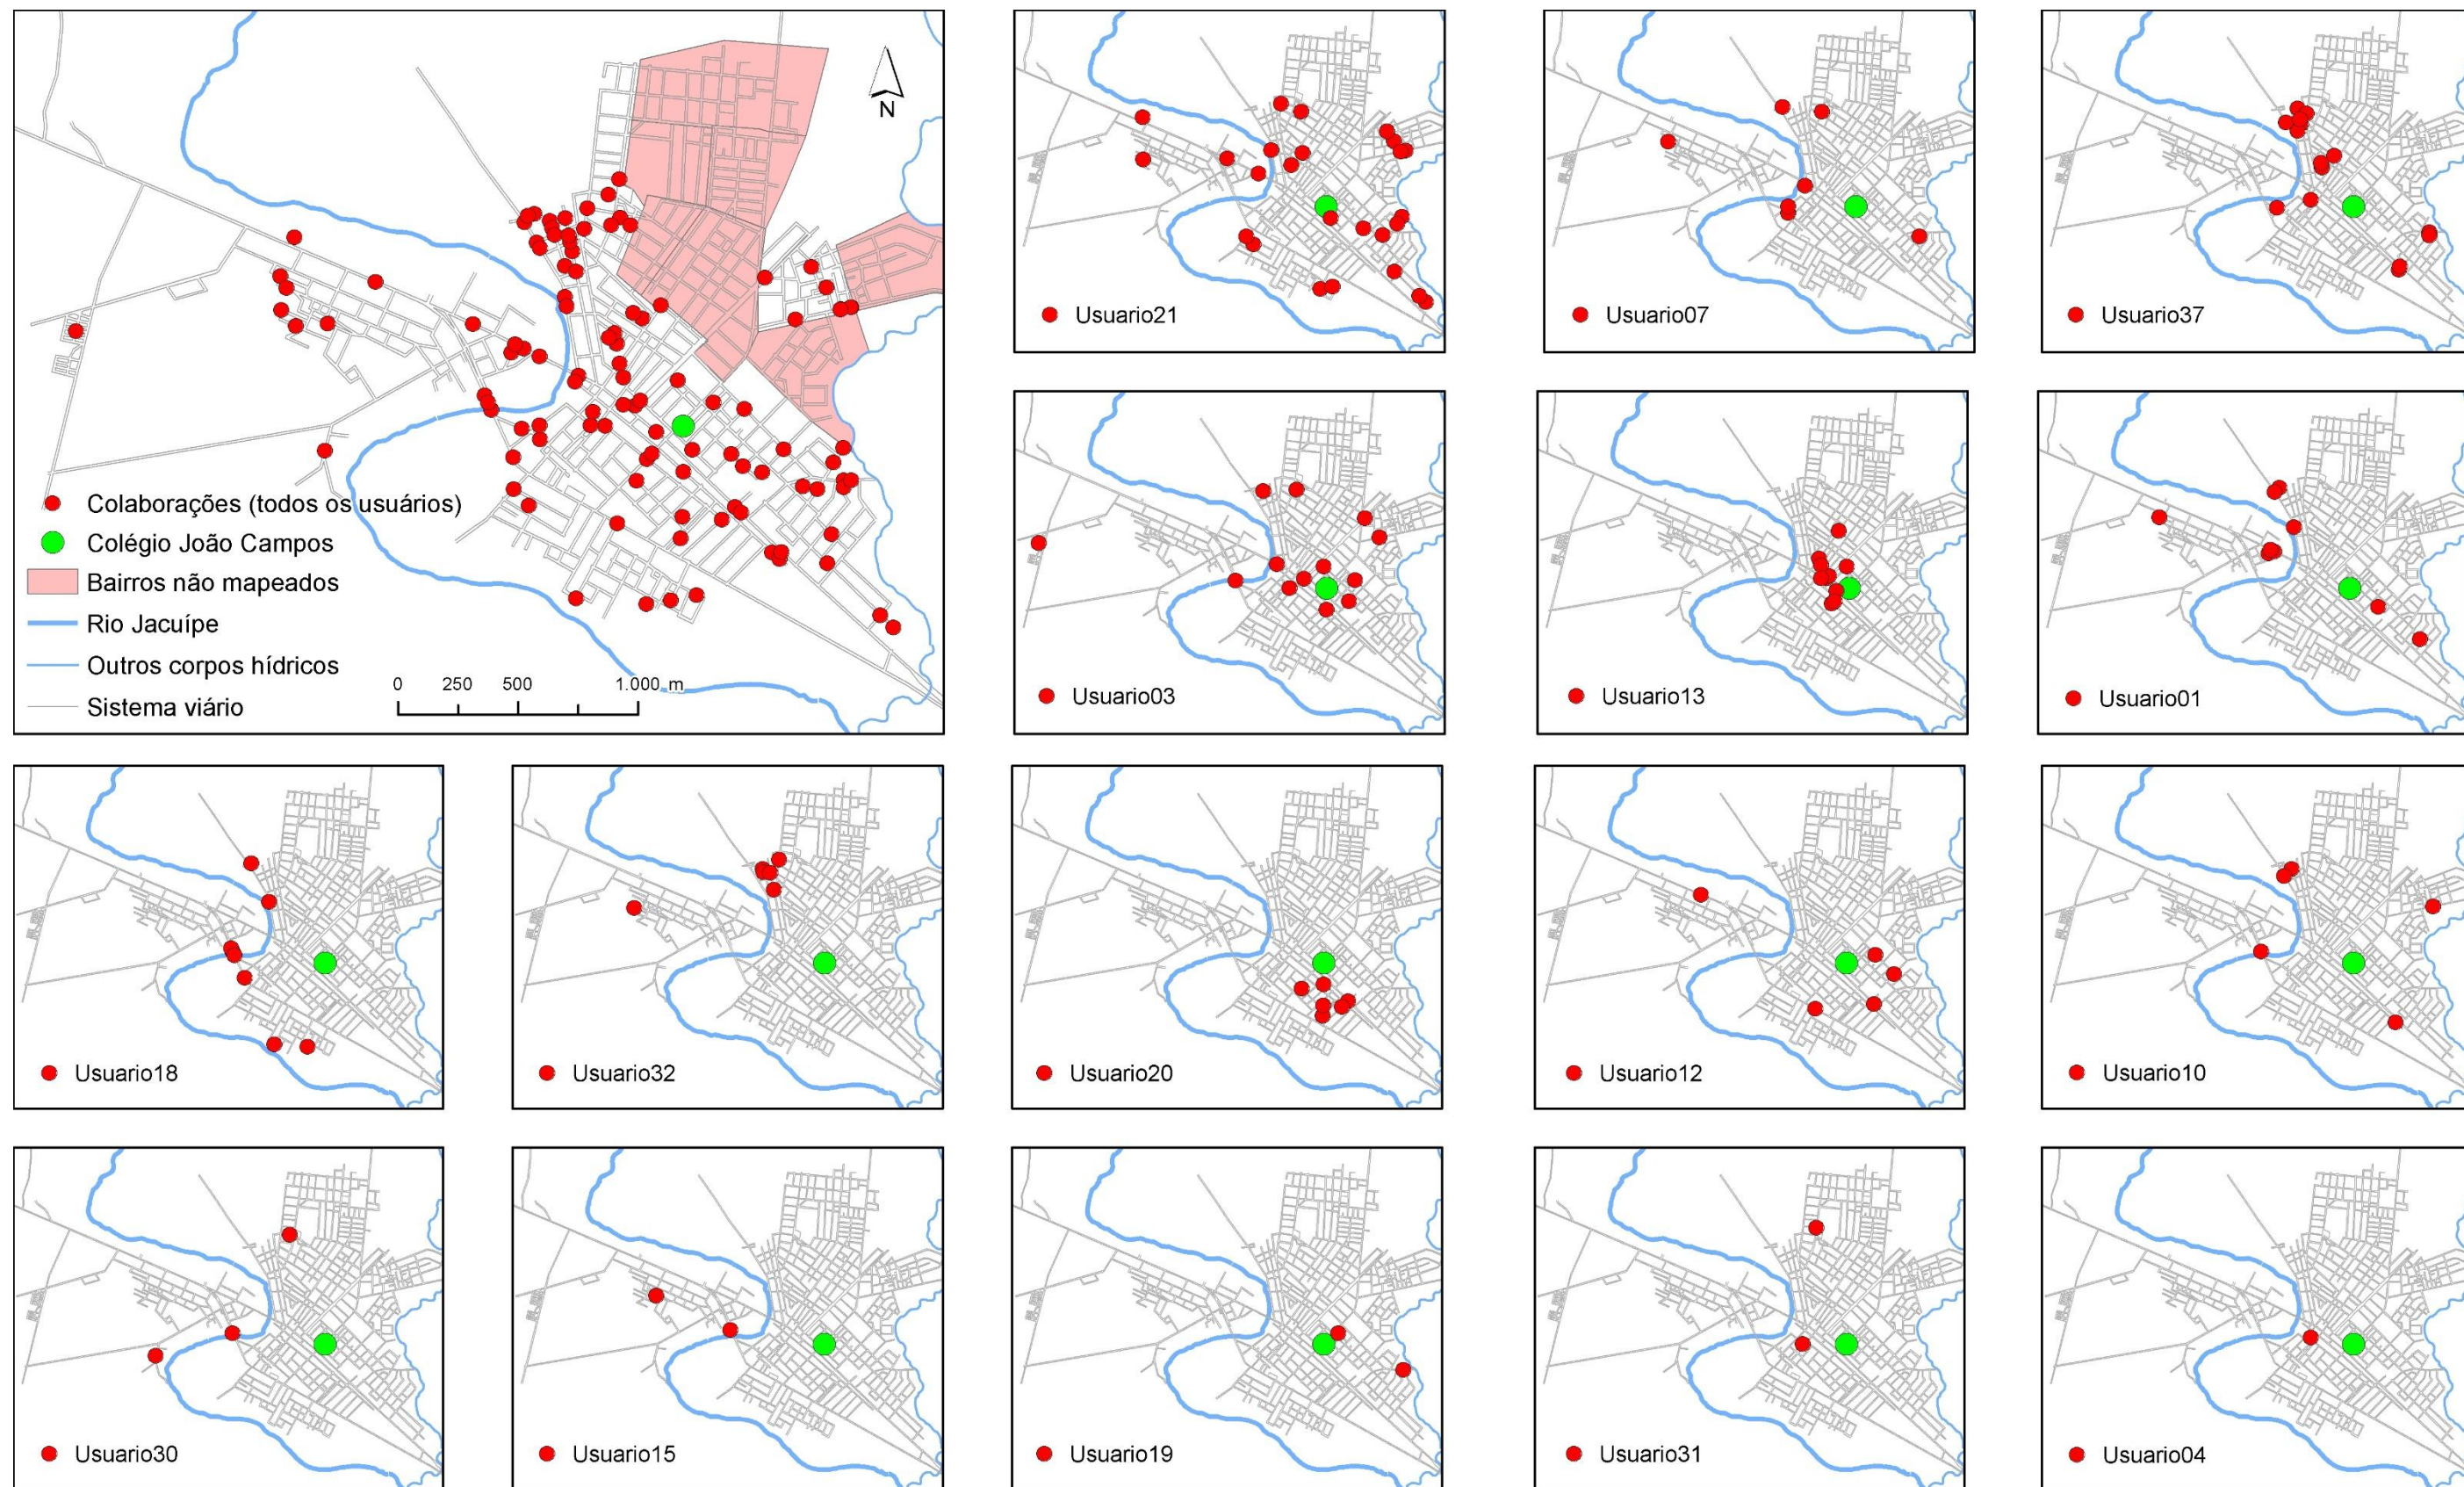 N
Colaborações (todos os usuários)
Colégio João Campos
Bairros não mapeados
Rio Jacuípe
Outros corpos hídricos
Sistema viário
0 250 500 1.000 m
Usuario21
Usuario07
Usuario37
Usuario03
Usuario13
Usuario01
Usuario18
Usuario32
Usuario20
Usuario12
Usuario10
Usuario30
Usuario15
Usuario19
Usuario31
Usuario04